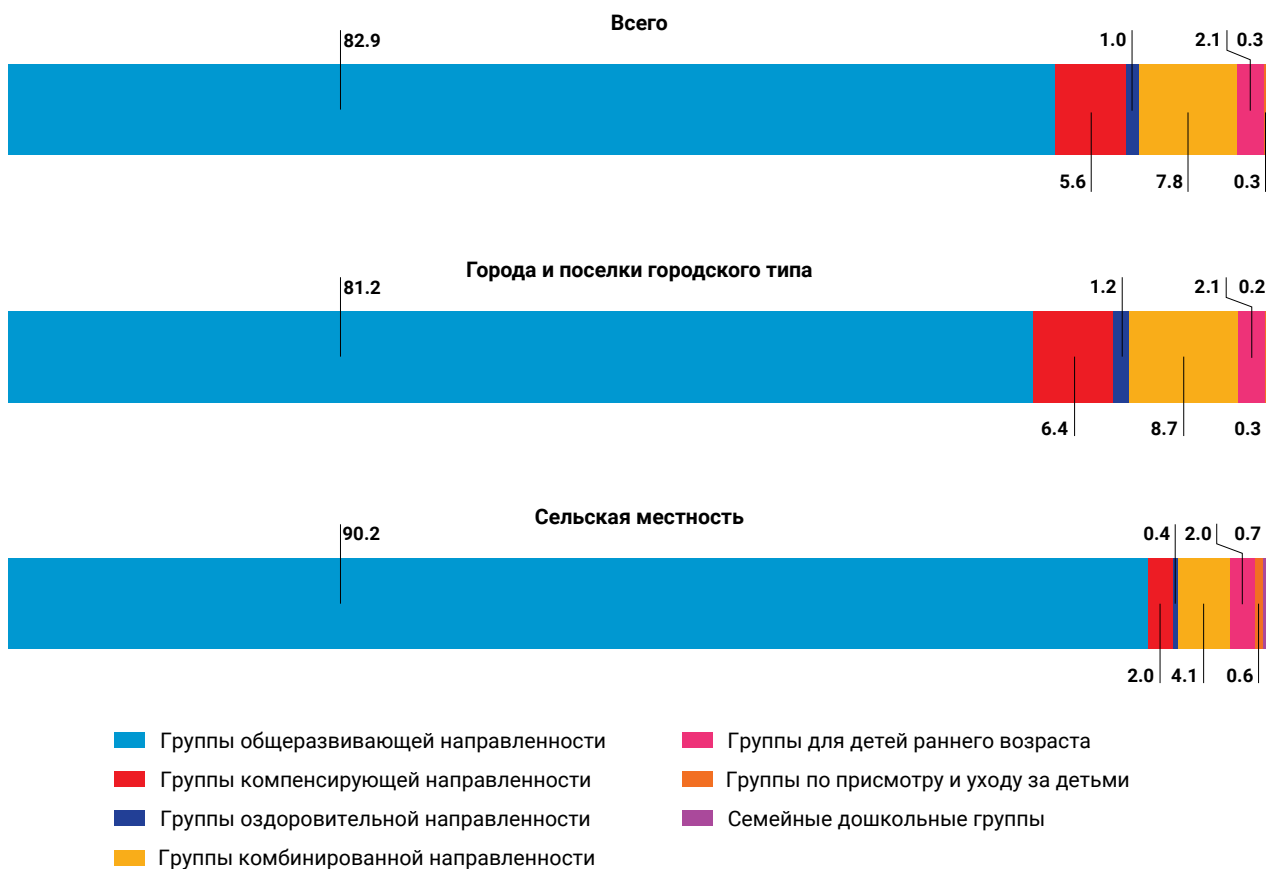 Всего
82.9 1.0 2.1 0.3
5.6 7.8 0.3
Города и поселки городского типа
81.2 1.2 2.1 0.2
6.4 8.7 0.3
Сельская местность
90.2 0.4 2.0 0.7
2.0 4.1 0.6
Группы общеразвивающей направленности
Группы компенсирующей направленности
Группы оздоровительной направленности
Группы комбинированной направленности
Группы для детей раннего возраста
Группы по присмотру и уходу за детьми
Семейные дошкольные группы